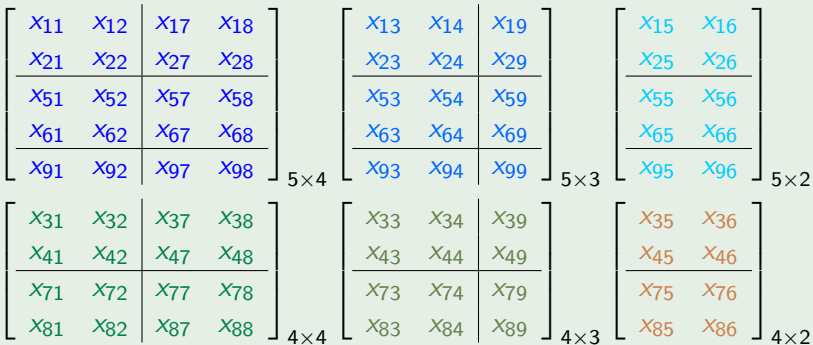 x11 x12 x17 x18 x13 x14 x19 x15 x16
x21 x22 x27 x28 x23 x24 x29 x25 x26
x51 x52 x57 x58 x53 x54 x59 x55 x56
x61 x62 x67 x68 x63 x64 x69 x65 x66
x91 x92 x97 x98 5×4 x93 x94 x99 5×3 x95 x96 5×2
x31 x32 x37 x38 x33 x34 x39 x35 x36
x41 x42 x47 x48 x43 x44 x49 x45 x46
x71 x72 x77 x78 x73 x74 x79 x75 x76
x81 x82 x87 x88 4×4 x83 x84 x89 4×3 x85 x86 4×2